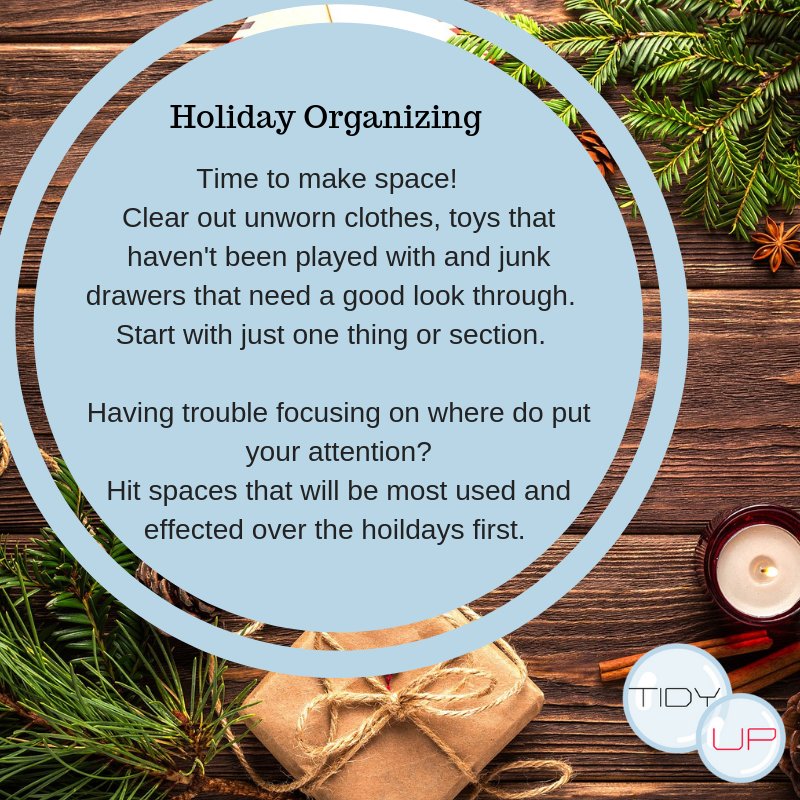 Holiday Organizing
Time to make space!
Clear out unworn clothes, toys that
haven't been played with and junk
drawers that need a good look through.
Start with just one thing or section.
Having trouble focusing on where do put
your attention?
Hit spaces that will be most used and
effected over the hoildays first.
TIDY
UP